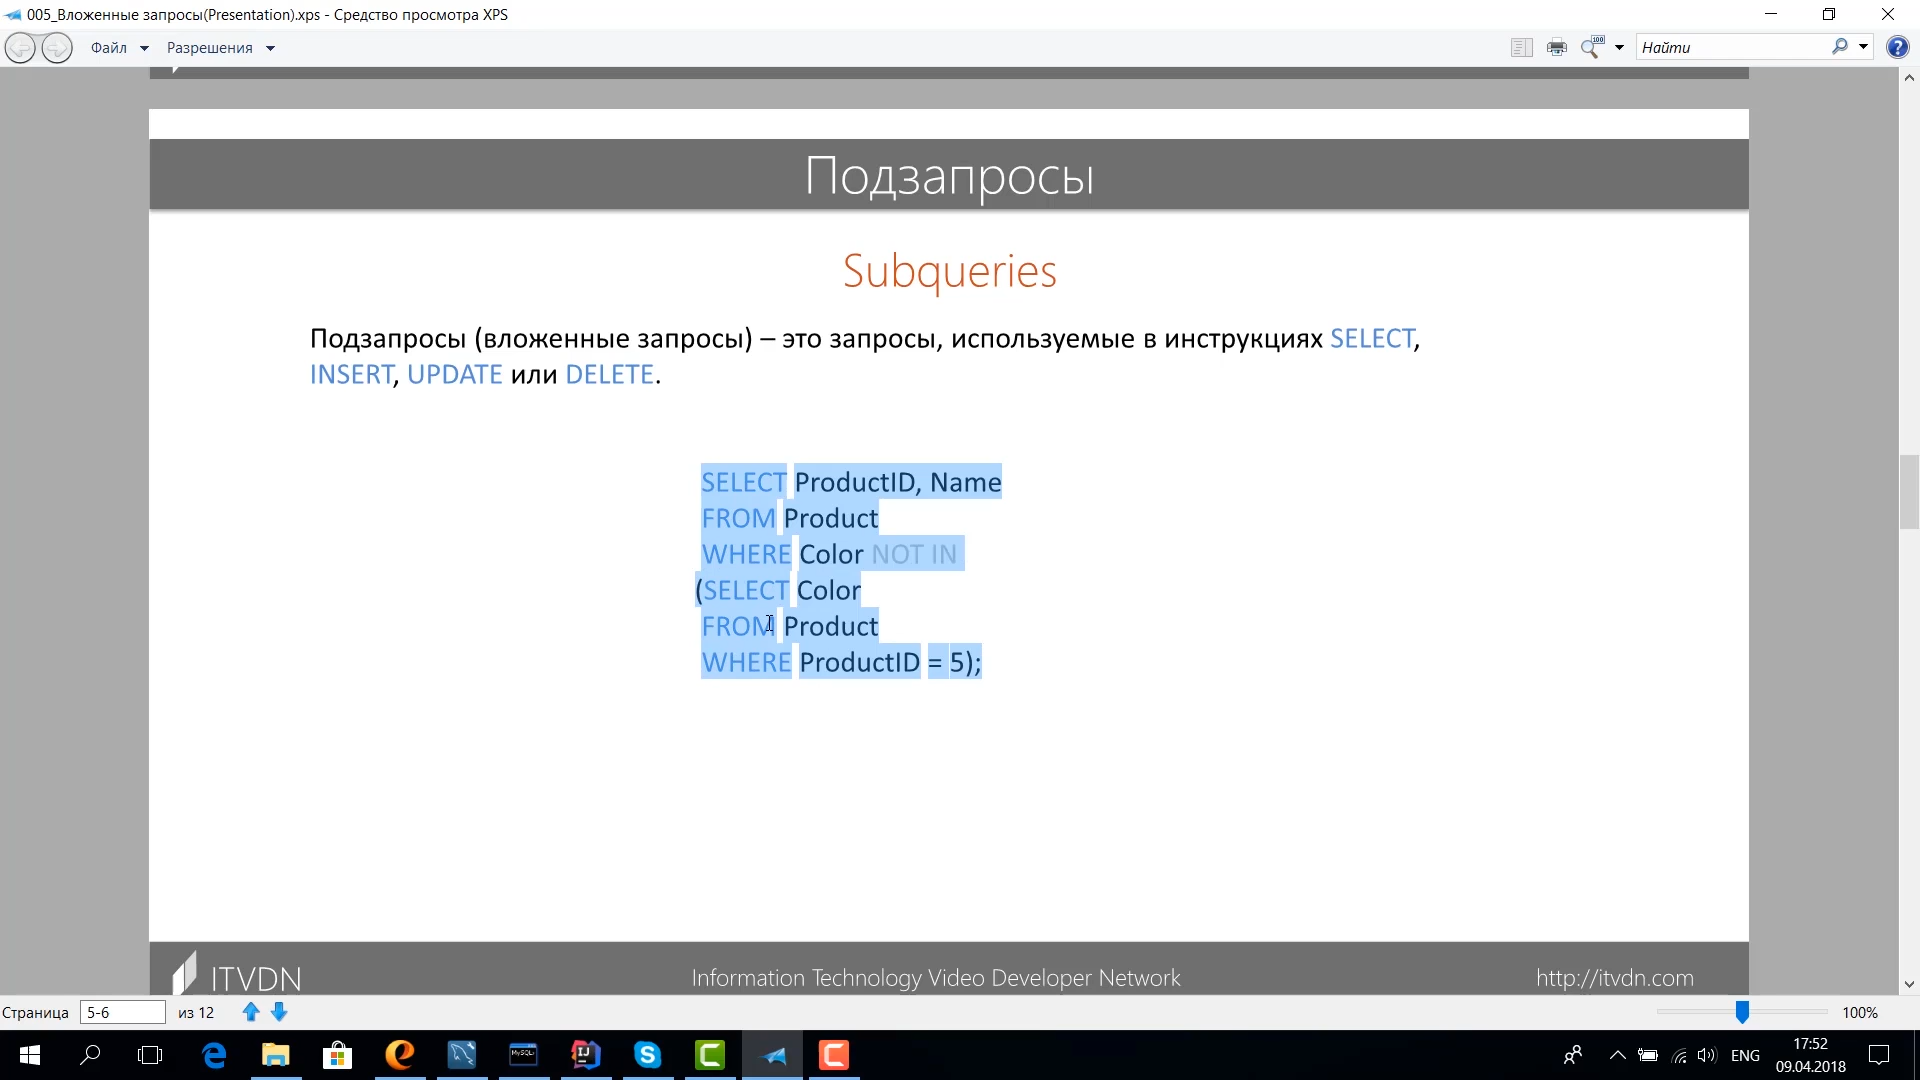 005_Вложенные запросы(Presentation).xps - Средство просмотра XPS
Файл Разрешения 100 Найти
Подзапросы
Subqueries
Подзапросы (вложенные запросы) – это запросы, используемые в инструкциях SELECT,
INSERT, UPDATE или DELETE.
SELECT ProductID, Name
FROM Product
WHERE Color NOT IN
(SELECT Color
FROM Product
WHERE ProductID = 5);
ITVDN Information Technology Video Developer Network http://itvdn.com
Страница 5-6 из 12 100%
MySQL IJ ENG 17:52
09.04.2018